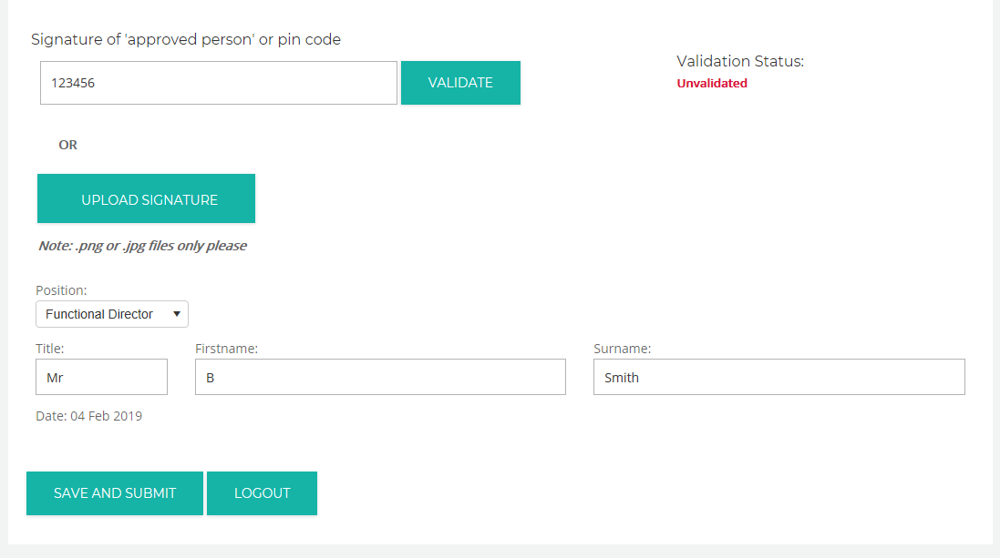 Signature of 'approved person' or pin code
123456
VALIDATE
Validation Status:
Unvalidated
OR
UPLOAD SIGNATURE
Note: .png or .jpg files only please
Position:
Functional Director
Title:
Firstname:
Surname:
Mr
B
Smith
Date: 04 Feb 2019
SAVE AND SUBMIT
LOGOUT